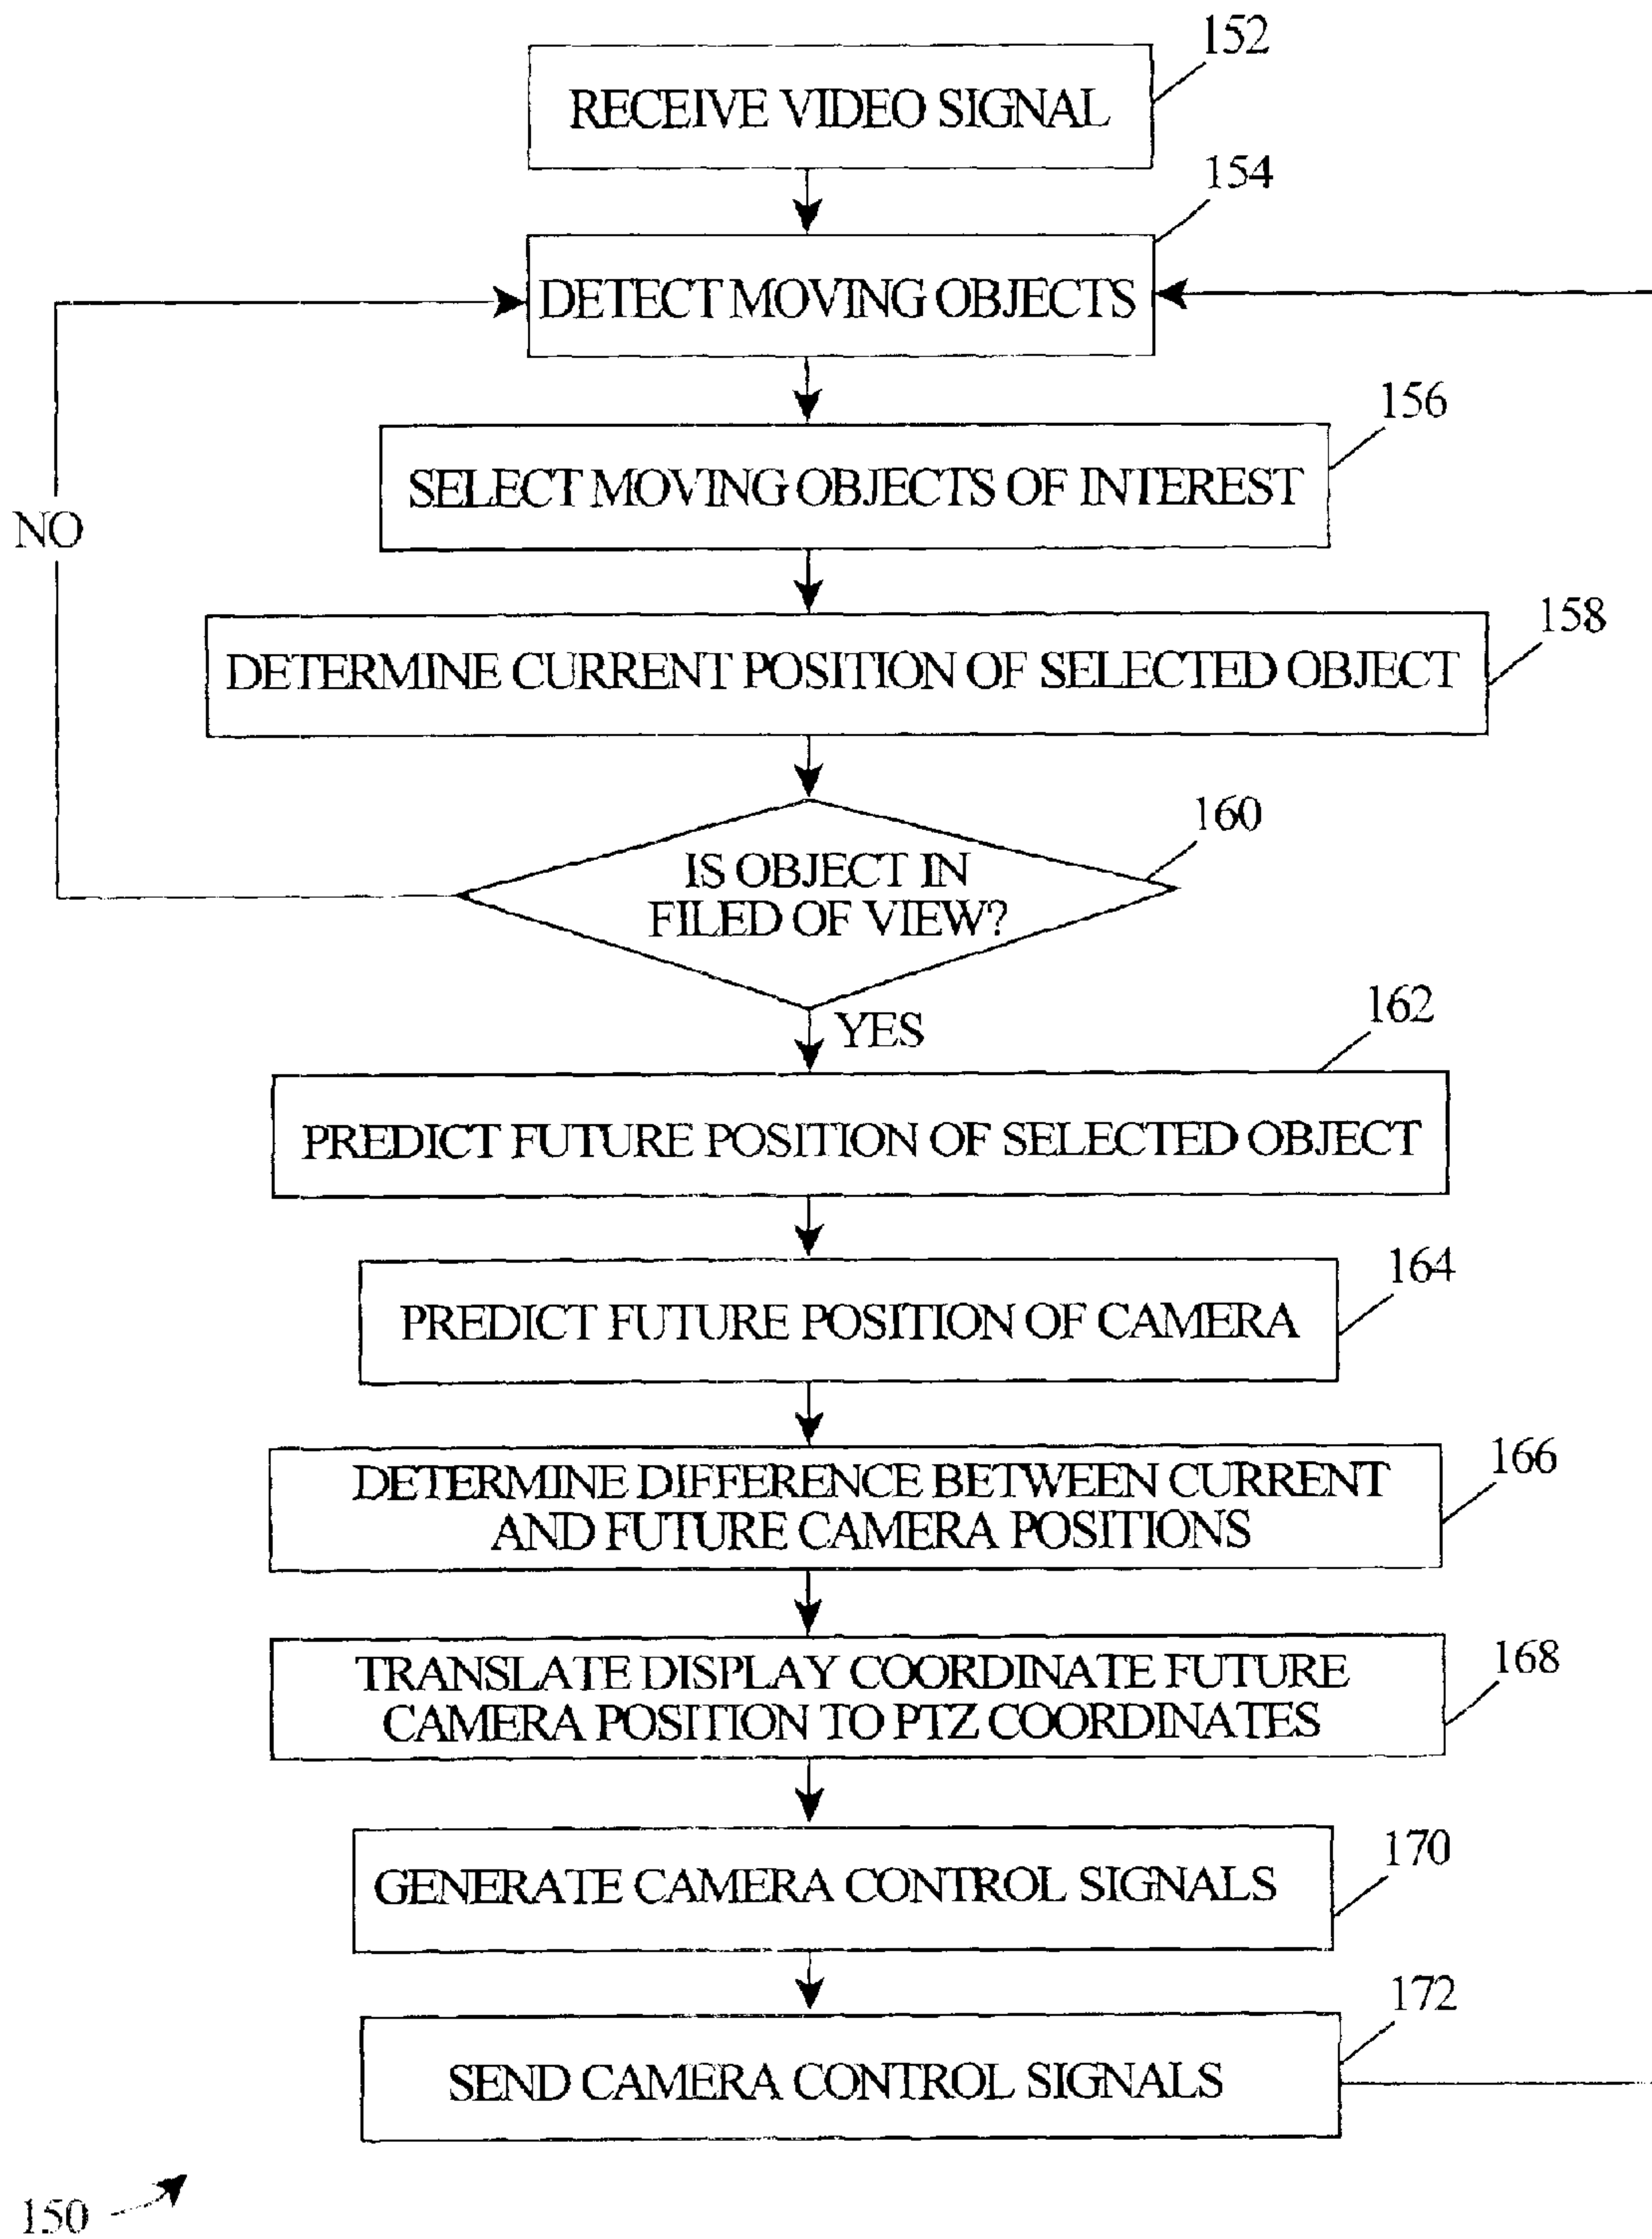 152
RECEIVE VIDEO SIGNAL
154
DETECT MOVING OBJECTS
156
SELECT MOVING OBJECTS OF INTEREST
NO
158
DETERMINE CURRENT POSITION OF SELECTED OBJECT
160
IS OBJECT IN
FILED OF VIEW?
YES
162
PREDICT FUTURE POSITION OF SELECTED OBJECT
164
PREDICT FUTURE POSITION OF CAMERA
166
DETERMINE DIFFERENCE BETWEEN CURRENT
AND FUTURE CAMERA POSITIONS
168
TRANSLATE DISPLAY COORDINATE FUTURE
CAMERA POSITION TO PTZ COORDINATES
170
GENERATE CAMERA CONTROL SIGNALS
172
SEND CAMERA CONTROL SIGNALS
150